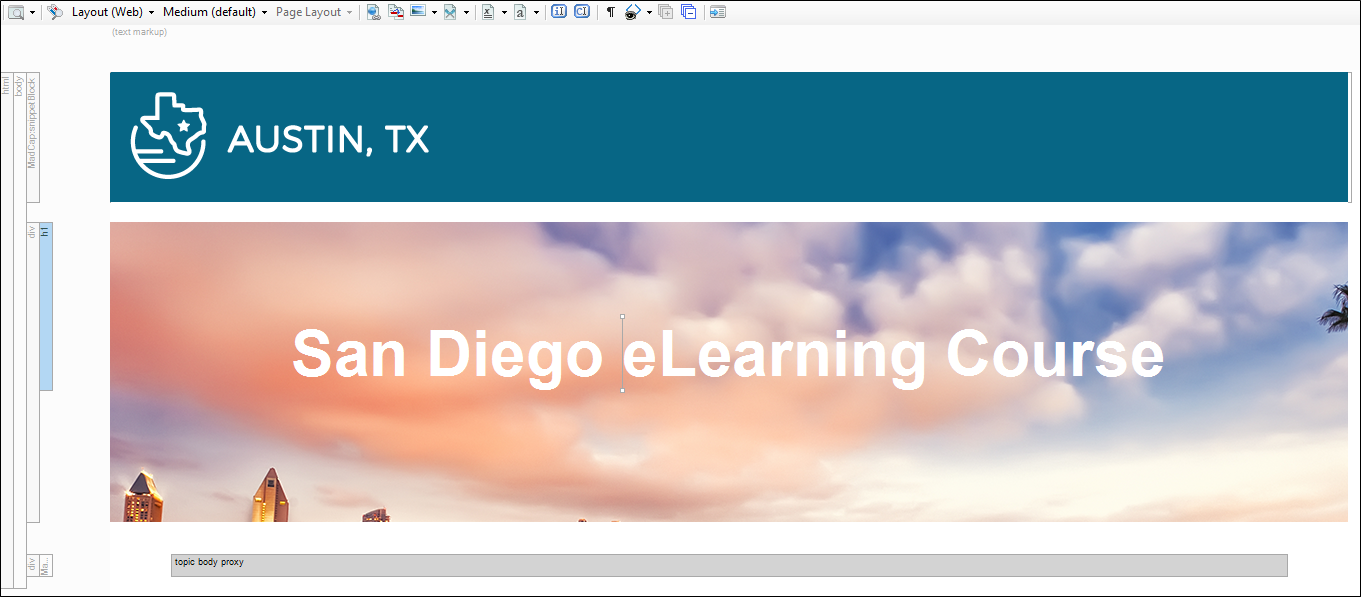 Layout (Web) Medium (default) Page Layout
(text markup)
html
body
MadCap:snippetBlock
AUSTIN, TX
div
h1
San Diego eLearning Course
div
Ma...
topic body proxy